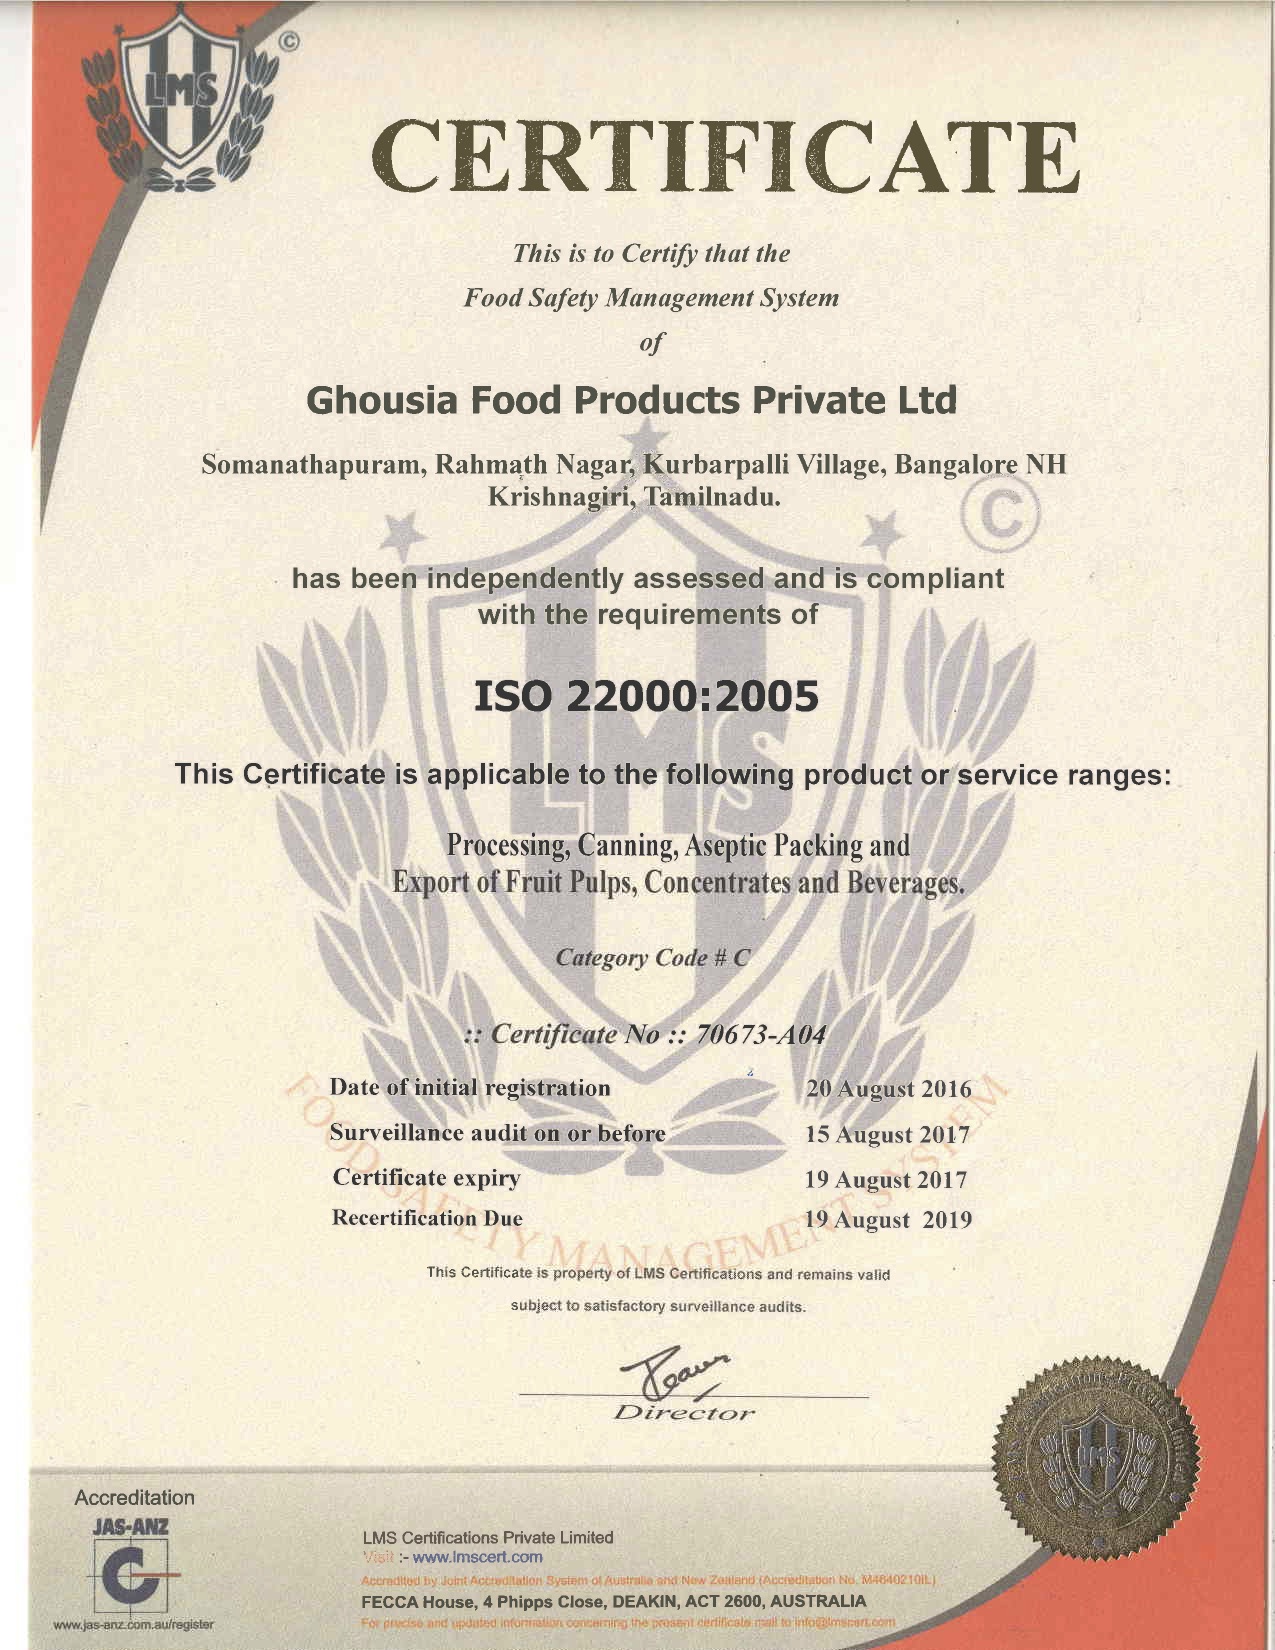 LMS
©
CERTIFICATE
This is to Certify that the
Food Safety Management System
of
Ghousia Food Products Private Ltd
Somanathapuram, Rahmath Nagar, Kurbarpalli Village, Bangalore NH
Krishnagiri, Tamilnadu.
©
has been independently assessed and is compliant
with the requirements of
ISO 22000:2005
LMS
This Certificate is applicable to the following product or service ranges:
Processing, Canning, Aseptic Packing and
Export of Fruit Pulps, Concentrates and Beverages.
Category Code # C
:: Certificate No :: 70673-A04
Date of initial registration 20 August 2016
Surveillance audit on or before 15 August 2017
Certificate expiry 19 August 2017
Recertification Due 19 August 2019
FOOD SAFETY MANAGEMENT SYSTEM
This Certificate is property of LMS Certifications and remains valid
subject to satisfactory surveillance audits.
Director
LMS
Accreditation
JAS-ANZ
C
www.jas-anz.com.au/register
LMS Certifications Private Limited
Visit :- www.lmscert.com
Accredited by Joint Accreditation System of Australia and New Zealand (Accreditation No. M4640210IL)
FECCA House, 4 Phipps Close, DEAKIN, ACT 2600, AUSTRALIA
For precise and updated information concerning the present certificate mail to info@lmscert.com